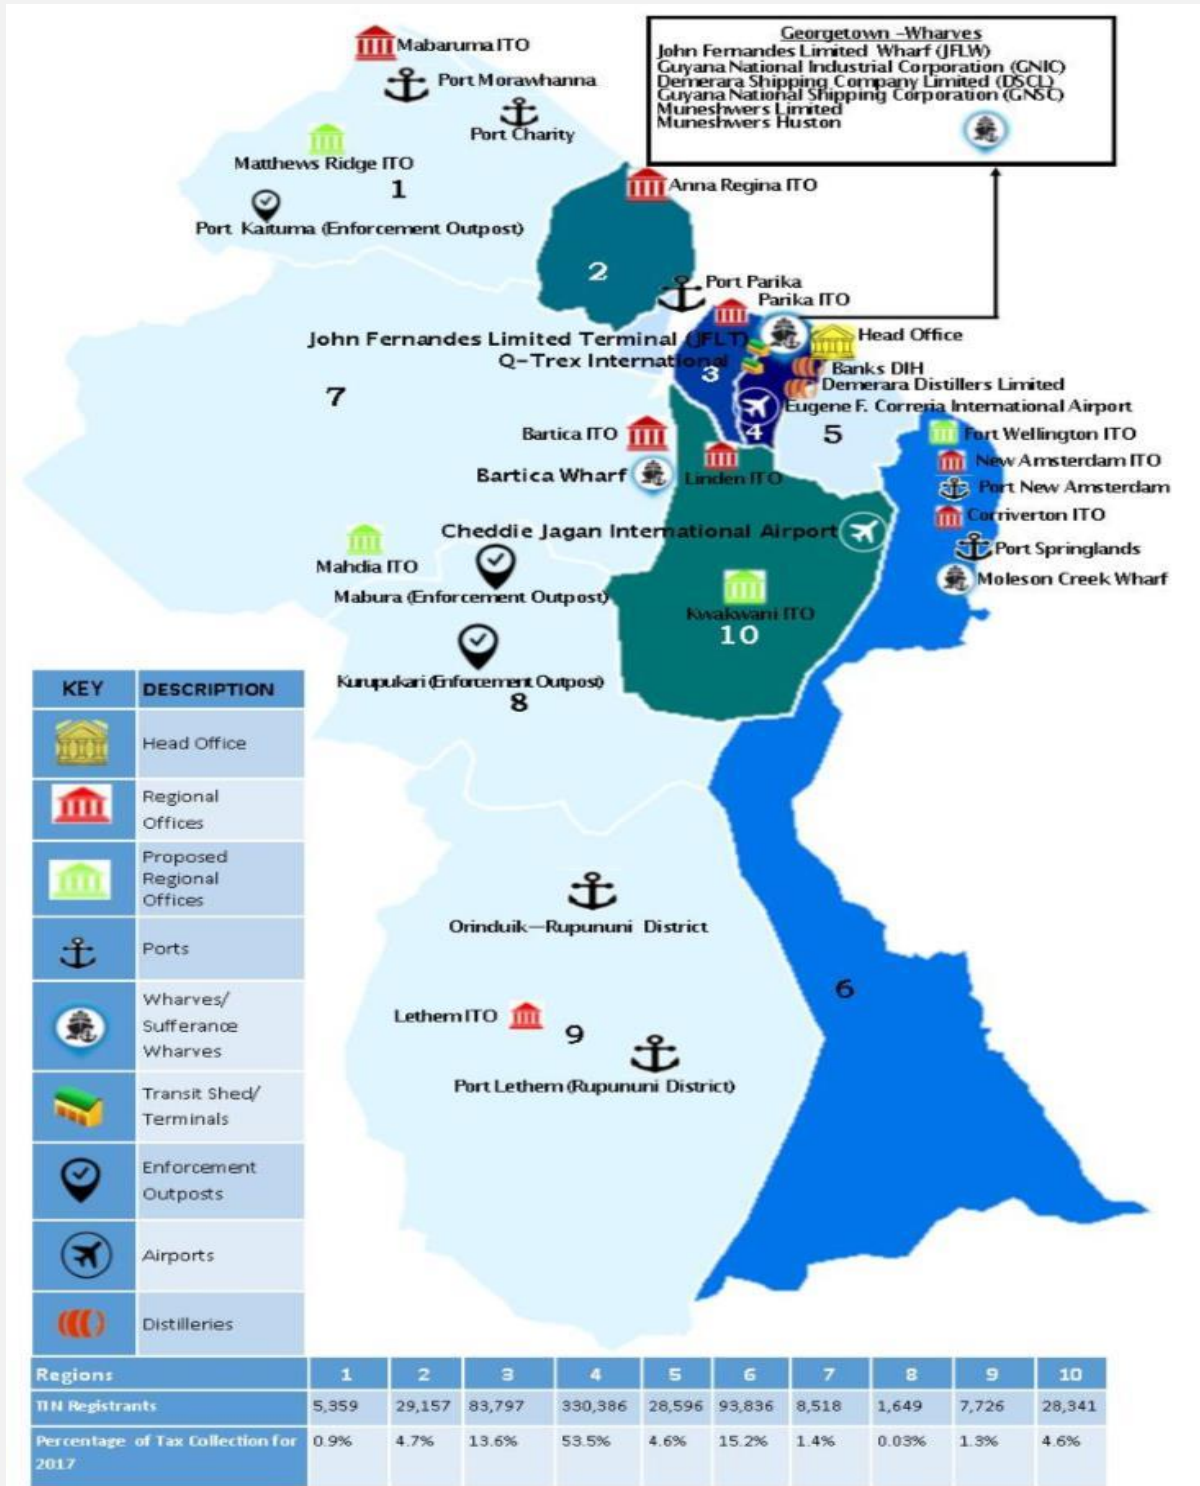 Georgetown –Wharves
John Fernandes Limited Wharf (JFLW)
Guyana National Industrial Corporation (GNIC)
Demerara Shipping Company Limited (DSCL)
Guyana National Shipping Corporation (GNSC)
Muneshwers Limited
Muneshwers Huston
Mabaruma ITO
Port Morawhanna
Port Charity
Matthews Ridge ITO
1
Port Kaituma (Enforcement Outpost)
Anna Regina ITO
2
Port Parika
Parika ITO
John Fernandes Limited Terminal (JFLT)
Head Office
Q-Trex International
Banks DIH
3
Demerara Distillers Limited
7
Eugene F. Correria International Airport
4
5
Bartica ITO
Fort Wellington ITO
New Amsterdam ITO
Bartica Wharf
Linden ITO
Port New Amsterdam
Corriverton ITO
Cheddie Jagan International Airport
Port Springlands
Mahdia ITO
Moleson Creek Wharf
Mabura (Enforcement Outpost)
Kwakwani ITO
10
Kurupukari (Enforcement Outpost)
8
Orinduik—Rupununi District
6
Lethem ITO
9
Port Lethem (Rupununi District)
KEY DESCRIPTION
Head Office
Regional
Offices
Proposed
Regional
Offices
Ports
Wharves/
Sufferance
Wharves
Transit Shed/
Terminals
Enforcement
Outposts
Airports
Distilleries
Regions 1 2 3 4 5 6 7 8 9 10
TIN Registrants 5,359 29,157 83,797 330,386 28,596 93,836 8,518 1,649 7,726 28,341
Percentage of Tax Collection for 0.9% 4.7% 13.6% 53.5% 4.6% 15.2% 1.4% 0.03% 1.3% 4.6%
2017